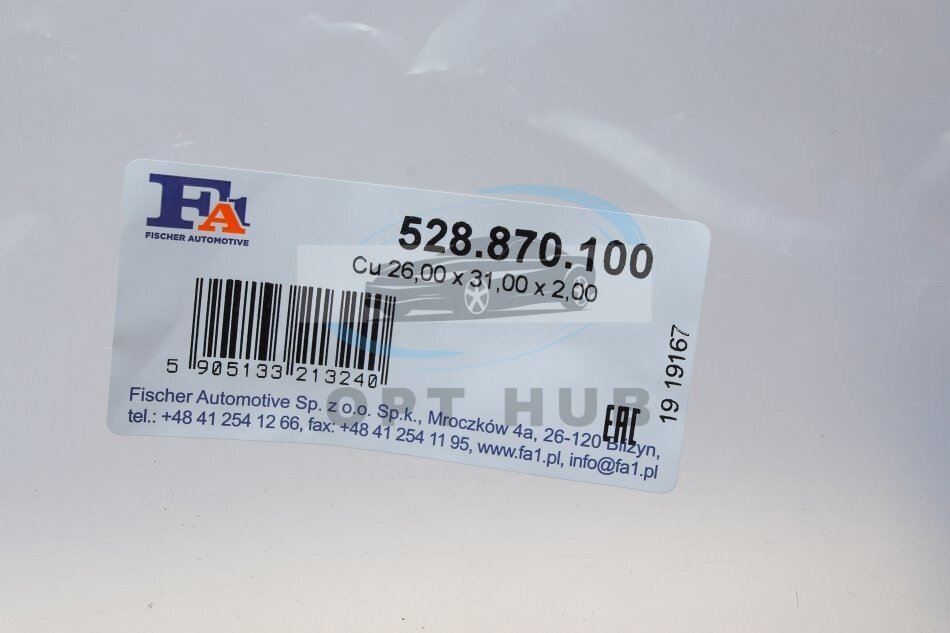 FA1
FISCHER AUTOMOTIVE
528.870.100
Cu 26,00 x 31,00 x 2,00
5 905133 213240
19 19167
OPT HUB
EAC
Fischer Automotive Sp. z o.o. Sp.k., Mroczków 4a, 26-120 Bliżyn,
tel.: +48 41 254 12 66, fax: +48 41 254 11 95, www.fa1.pl, info@fa1.pl